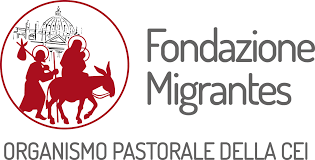 Fondazione
Migrantes
ORGANISMO PASTORALE DELLA CEI